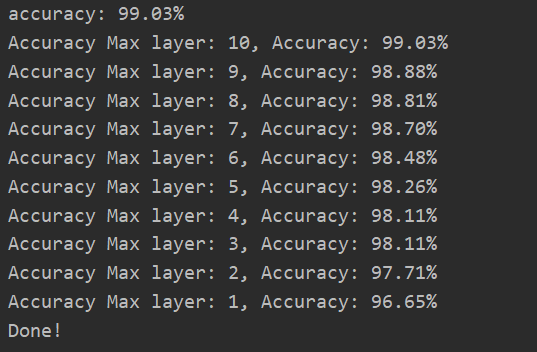 accuracy: 99.03%
Accuracy Max layer: 10, Accuracy: 99.03%
Accuracy Max layer: 9, Accuracy: 98.88%
Accuracy Max layer: 8, Accuracy: 98.81%
Accuracy Max layer: 7, Accuracy: 98.70%
Accuracy Max layer: 6, Accuracy: 98.48%
Accuracy Max layer: 5, Accuracy: 98.26%
Accuracy Max layer: 4, Accuracy: 98.11%
Accuracy Max layer: 3, Accuracy: 98.11%
Accuracy Max layer: 2, Accuracy: 97.71%
Accuracy Max layer: 1, Accuracy: 96.65%
Done!